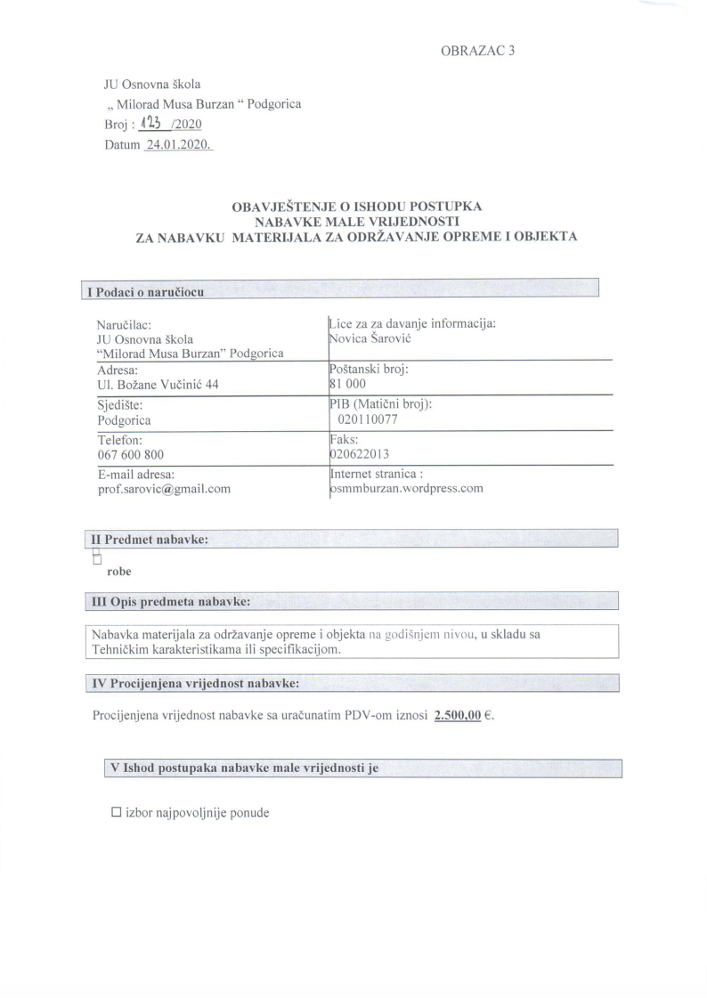 OBRAZAC 3
JU Osnovna škola
„ Milorad Musa Burzan “ Podgorica
Broj : 123 /2020
Datum 24.01.2020.
OBAVJEŠTENJE O ISHODU POSTUPKA
NABAVKE MALE VRIJEDNOSTI
ZA NABAVKU MATERIJALA ZA ODRŽAVANJE OPREME I OBJEKTA
I Podaci o naručiocu
Naručilac:
JU Osnovna škola
“Milorad Musa Burzan” Podgorica
Lice za za davanje informacija:
Novica Šarović
Adresa:
Ul. Božane Vučinić 44
Poštanski broj:
81 000
Sjedište:
Podgorica
PIB (Matični broj):
020110077
Telefon:
067 600 800
Faks:
020622013
E-mail adresa:
prof.sarovic@gmail.com
Internet stranica :
osmmburzan.wordpress.com
II Predmet nabavke:
robe
III Opis predmeta nabavke:
Nabavka materijala za održavanje opreme i objekta na godišnjem nivou, u skladu sa
Tehničkim karakteristikama ili specifikacijom.
IV Procijenjena vrijednost nabavke:
Procijenjena vrijednost nabavke sa uračunatim PDV-om iznosi 2.500,00 €.
V Ishod postupaka nabavke male vrijednosti je
☐ izbor najpovoljnije ponude